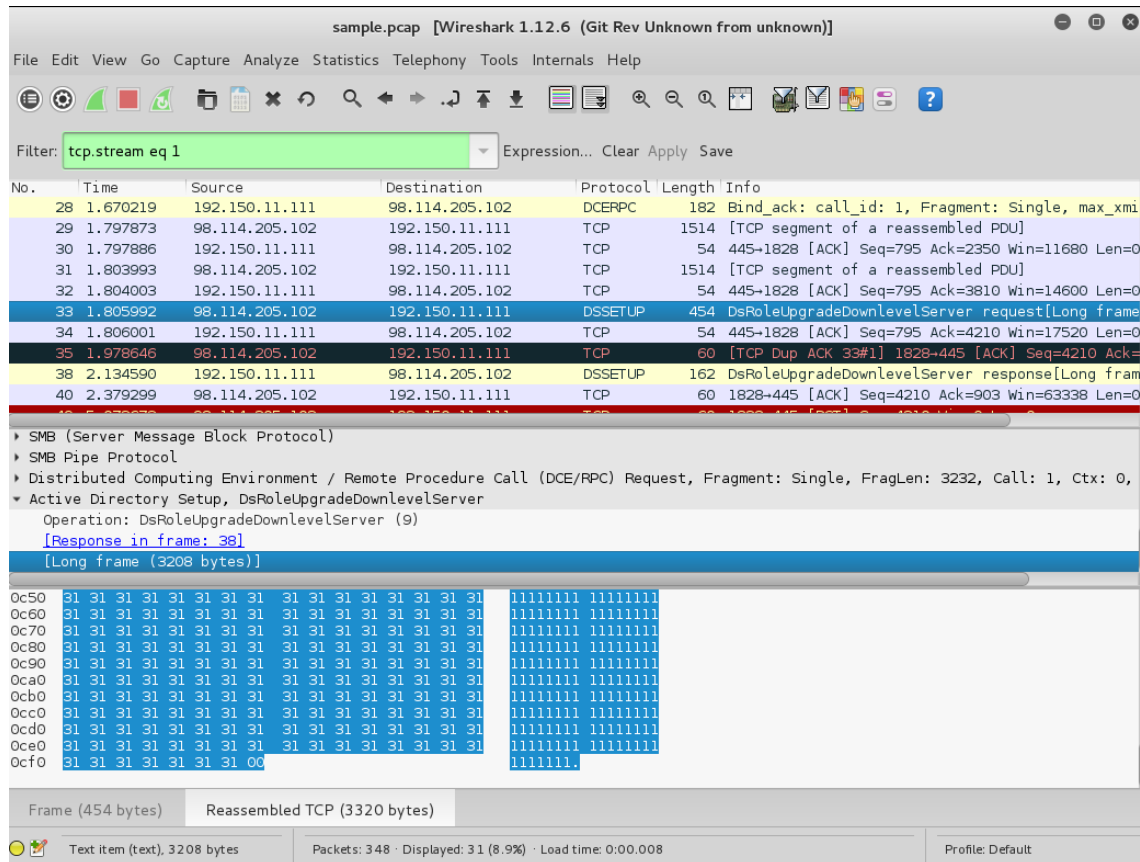 sample.pcap [Wireshark 1.12.6 (Git Rev Unknown from unknown)]
File Edit View Go Capture Analyze Statistics Telephony Tools Internals Help
Filter: tcp.stream eq 1 Expression... Clear Apply Save
No. Time Source Destination Protocol Length Info
28 1.670219 192.150.11.111 98.114.205.102 DCERPC 182 Bind_ack: call_id: 1, Fragment: Single, max_xmi
29 1.797873 98.114.205.102 192.150.11.111 TCP 1514 [TCP segment of a reassembled PDU]
30 1.797886 192.150.11.111 98.114.205.102 TCP 54 445→1828 [ACK] Seq=795 Ack=2350 Win=11680 Len=0
31 1.803993 98.114.205.102 192.150.11.111 TCP 1514 [TCP segment of a reassembled PDU]
32 1.804003 192.150.11.111 98.114.205.102 TCP 54 445→1828 [ACK] Seq=795 Ack=3810 Win=14600 Len=0
33 1.805992 98.114.205.102 192.150.11.111 DSSETUP 454 DsRoleUpgradeDownlevelServer request[Long frame
34 1.806001 192.150.11.111 98.114.205.102 TCP 54 445→1828 [ACK] Seq=795 Ack=4210 Win=17520 Len=0
35 1.978646 98.114.205.102 192.150.11.111 TCP 60 [TCP Dup ACK 33#1] 1828→445 [ACK] Seq=4210 Ack=
38 2.134590 192.150.11.111 98.114.205.102 DSSETUP 162 DsRoleUpgradeDownlevelServer response[Long fram
40 2.379299 98.114.205.102 192.150.11.111 TCP 60 1828→445 [ACK] Seq=4210 Ack=903 Win=63338 Len=0
SMB (Server Message Block Protocol)
SMB Pipe Protocol
Distributed Computing Environment / Remote Procedure Call (DCE/RPC) Request, Fragment: Single, FragLen: 3232, Call: 1, Ctx: 0,
Active Directory Setup, DsRoleUpgradeDownlevelServer
Operation: DsRoleUpgradeDownlevelServer (9)
[Response in frame: 38]
[Long frame (3208 bytes)]
0c50 31 31 31 31 31 31 31 31 31 31 31 31 31 31 31 31 11111111 11111111
0c60 31 31 31 31 31 31 31 31 31 31 31 31 31 31 31 31 11111111 11111111
0c70 31 31 31 31 31 31 31 31 31 31 31 31 31 31 31 31 11111111 11111111
0c80 31 31 31 31 31 31 31 31 31 31 31 31 31 31 31 31 11111111 11111111
0c90 31 31 31 31 31 31 31 31 31 31 31 31 31 31 31 31 11111111 11111111
0ca0 31 31 31 31 31 31 31 31 31 31 31 31 31 31 31 31 11111111 11111111
0cb0 31 31 31 31 31 31 31 31 31 31 31 31 31 31 31 31 11111111 11111111
0cc0 31 31 31 31 31 31 31 31 31 31 31 31 31 31 31 31 11111111 11111111
0cd0 31 31 31 31 31 31 31 31 31 31 31 31 31 31 31 31 11111111 11111111
0ce0 31 31 31 31 31 31 31 31 31 31 31 31 31 31 31 31 11111111 11111111
0cf0 31 31 31 31 31 31 31 00 1111111.
Frame (454 bytes) Reassembled TCP (3320 bytes)
Text item (text), 3208 bytes Packets: 348 · Displayed: 31 (8.9%) · Load time: 0:00.008 Profile: Default